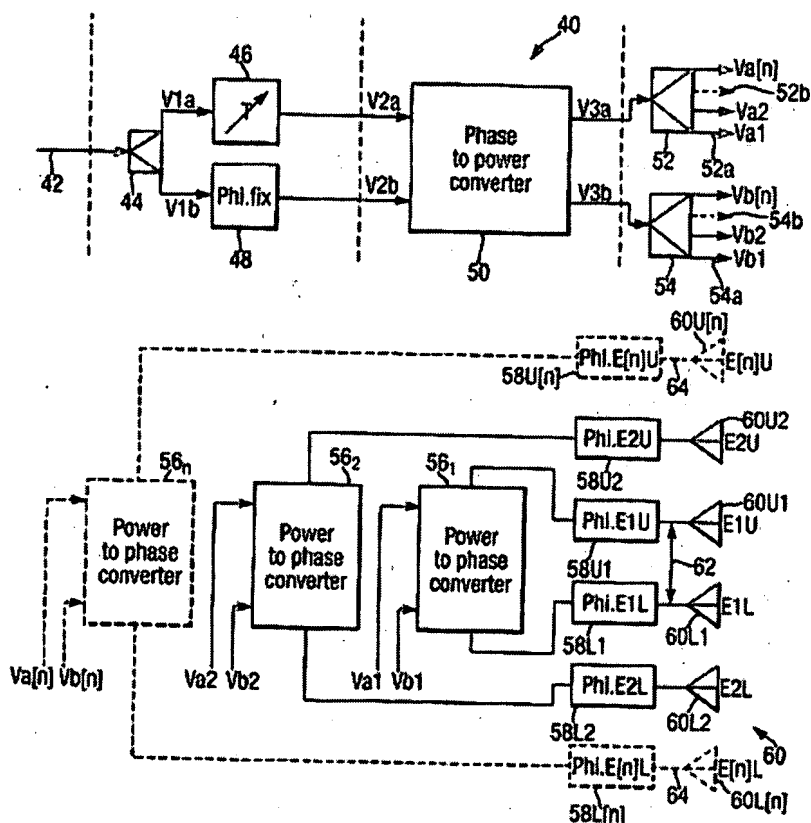 40
46
V1a
V2a
V3a
Va[n]
52b
Va2
Va1
52
52a
42
44
V1b
Phi.fix
48
V2b
Phase
to power
converter
50
V3b
Vb[n]
54b
Vb2
Vb1
54
54a
60U[n]
Phi.E[n]U
E[n]U
58U[n]
64
60U2
Phi.E2U
E2U
58U2
56n
56₂
56₁
60U1
Phi.E1U
E1U
58U1
Power
to phase
converter
Power
to phase
converter
Power
to phase
converter
62
Phi.E1L
E1L
58L1
60L1
Va[n]
Vb[n]
Va2
Vb2
Va1
Vb1
Phi.E2L
E2L
58L2
60L2
60
Phi.E[n]L
E[n]L
64
60L[n]
58L[n]